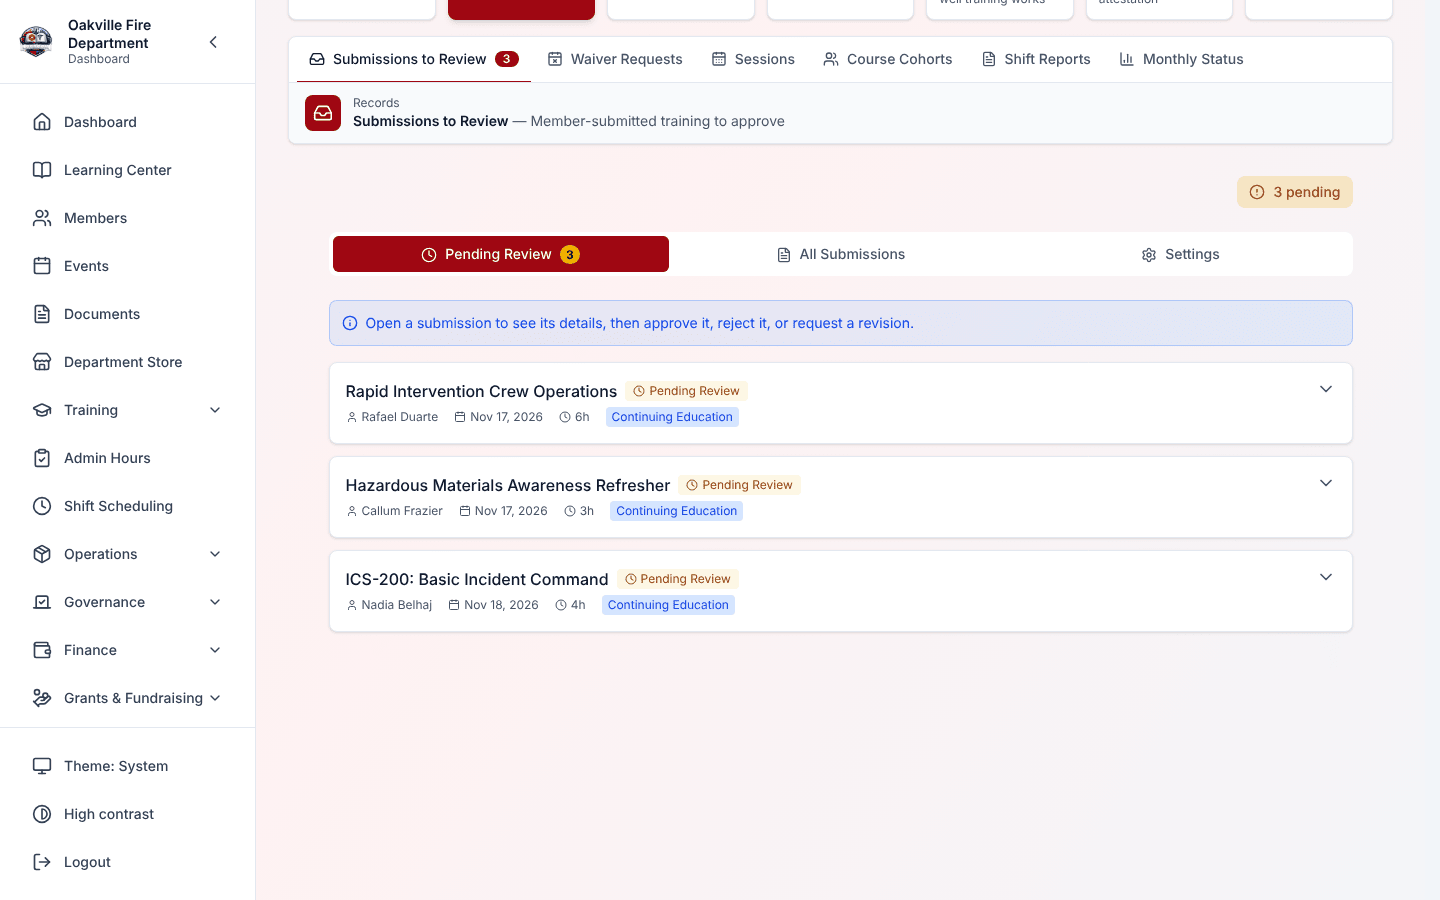 Oakville Fire
Department
Dashboard
Dashboard
Learning Center
Members
Events
Documents
Department Store
Training
Admin Hours
Shift Scheduling
Operations
Governance
Finance
Grants & Fundraising
Theme: System
High contrast
Logout
Submissions to Review 3
Waiver Requests
Sessions
Course Cohorts
Shift Reports
Monthly Status
Records
Submissions to Review — Member-submitted training to approve
3 pending
Pending Review 3
All Submissions
Settings
Open a submission to see its details, then approve it, reject it, or request a revision.
Rapid Intervention Crew Operations Pending Review
Rafael Duarte Nov 17, 2026 6h Continuing Education
Hazardous Materials Awareness Refresher Pending Review
Callum Frazier Nov 17, 2026 3h Continuing Education
ICS-200: Basic Incident Command Pending Review
Nadia Belhaj Nov 18, 2026 4h Continuing Education